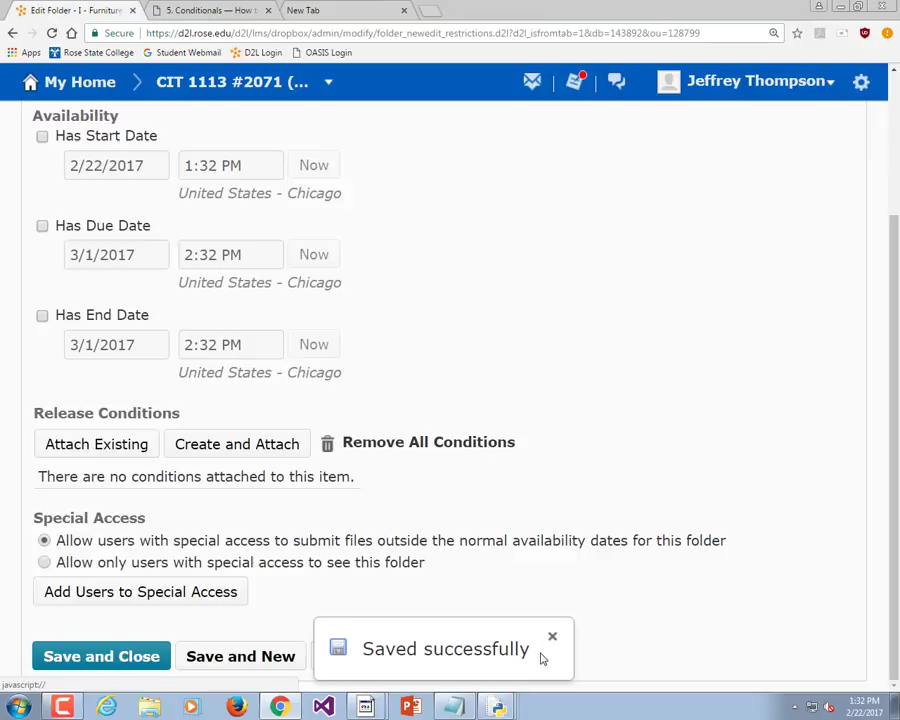 Edit Folder - I - Furniture
5. Conditionals — How t
New Tab
Secure
https://d2l.rose.edu/d2l/lms/dropbox/admin/modify/folder_newedit_restrictions.d2l?d2l_isfromtab=1&db=143892&ou=128799
Apps
Rose State College
Student Webmail
D2L Login
OASIS Login
My Home
CIT 1113 #2071 (...
Jeffrey Thompson
Availability
Has Start Date
2/22/2017
1:32 PM
Now
United States - Chicago
Has Due Date
3/1/2017
2:32 PM
Now
United States - Chicago
Has End Date
3/1/2017
2:32 PM
Now
United States - Chicago
Release Conditions
Attach Existing
Create and Attach
Remove All Conditions
There are no conditions attached to this item.
Special Access
Allow users with special access to submit files outside the normal availability dates for this folder
Allow only users with special access to see this folder
Add Users to Special Access
Save and Close
Save and New
Saved successfully
javascript://
1:32 PM
2/22/2017